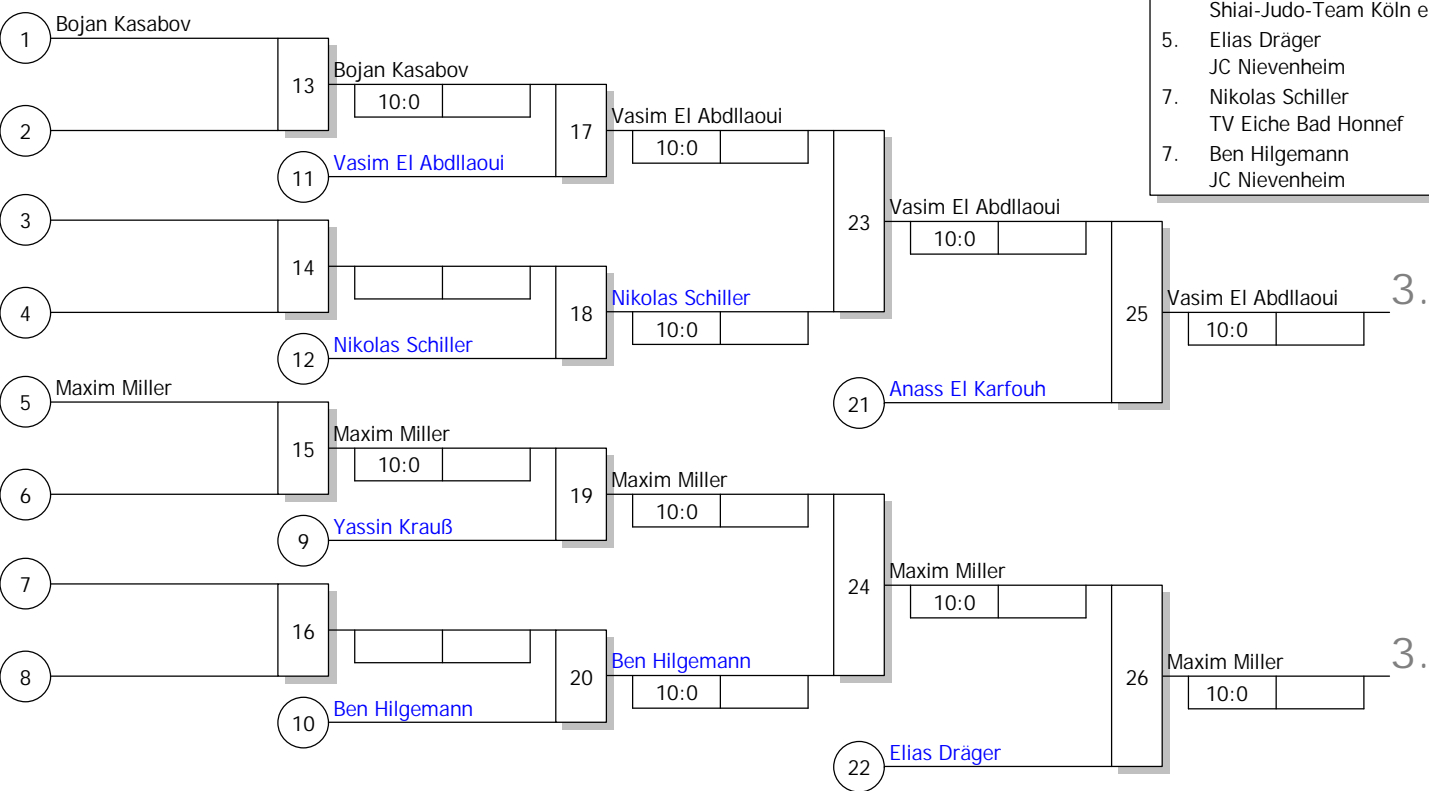 Shiai-Judo-Team Köln e
5. Elias Dräger
JC Nievenheim
7. Nikolas Schiller
TV Eiche Bad Honnef
7. Ben Hilgemann
JC Nievenheim
1 Bojan Kasabov
13 Bojan Kasabov
10:0
2
17 Vasim El Abdllaoui
10:0
11 Vasim El Abdllaoui
3
23 Vasim El Abdllaoui
10:0
14
4
18 Nikolas Schiller
10:0
12 Nikolas Schiller
25 Vasim El Abdllaoui 3.
10:0
5 Maxim Miller
21 Anass El Karfouh
15 Maxim Miller
10:0
6
19 Maxim Miller
10:0
9 Yassin Krauß
7
24 Maxim Miller
10:0
16
8
20 Ben Hilgemann
10:0
10 Ben Hilgemann
26 Maxim Miller 3.
10:0
22 Elias Dräger